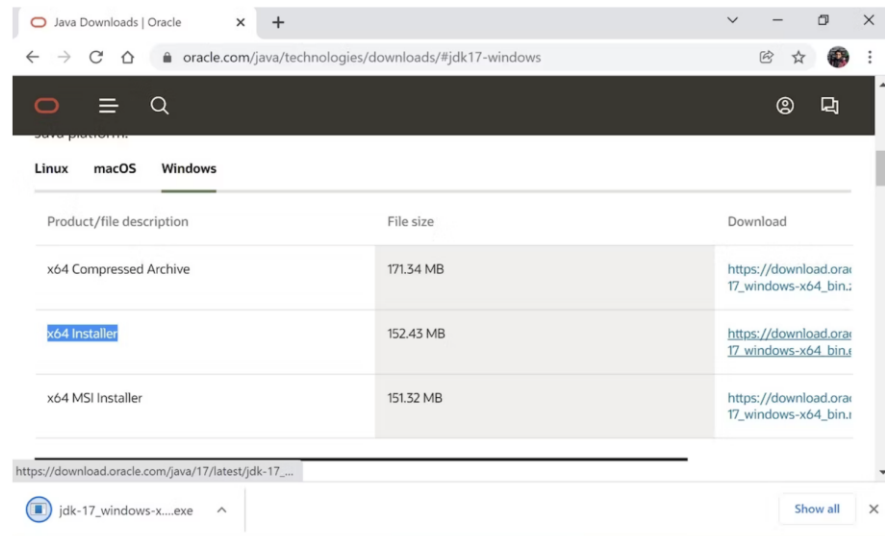 Java Downloads | Oracle
oracle.com/java/technologies/downloads/#jdk17-windows
Java platform.
Linux macOS Windows
Product/file description File size Download
x64 Compressed Archive 171.34 MB https://download.orac
17_windows-x64_bin.z
x64 Installer 152.43 MB https://download.orac
17_windows-x64_bin.e
x64 MSI Installer 151.32 MB https://download.orac
17_windows-x64_bin.
https://download.oracle.com/java/17/latest/jdk-17_...
jdk-17_windows-x....exe Show all